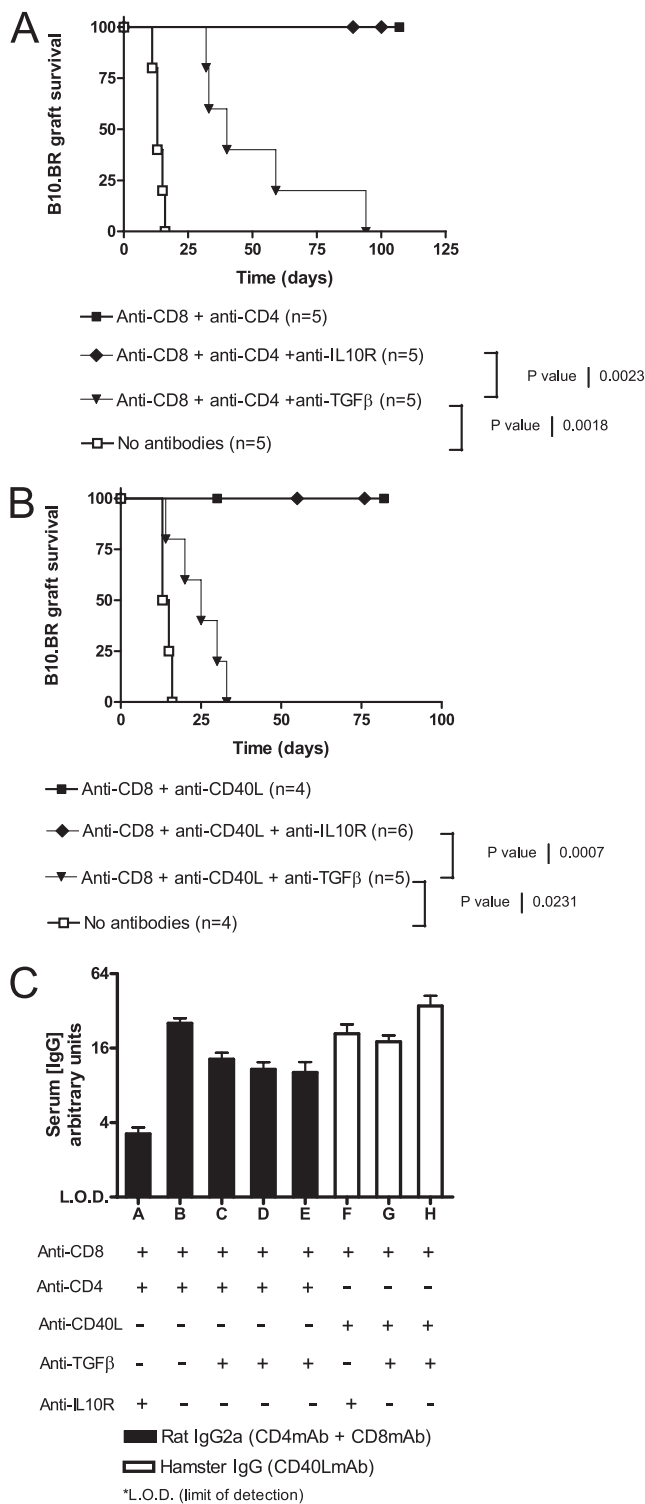 A
B10.BR graft survival
100
75
50
25
0
0 25 50 75 100 125
Time (days)
Anti-CD8 + anti-CD4 (n=5)
Anti-CD8 + anti-CD4 +anti-IL10R (n=5)
P value | 0.0023
Anti-CD8 + anti-CD4 +anti-TGFβ (n=5)
P value | 0.0018
No antibodies (n=5)
B
B10.BR graft survival
100
75
50
25
0
0 25 50 75 100
Time (days)
Anti-CD8 + anti-CD40L (n=4)
Anti-CD8 + anti-CD40L + anti-IL10R (n=6)
P value | 0.0007
Anti-CD8 + anti-CD40L + anti-TGFβ (n=5)
P value | 0.0231
No antibodies (n=4)
C
Serum [IgG]
arbitrary units
64
16
4
L.O.D.
A B C D E F G H
Anti-CD8 + + + + + + + +
Anti-CD4 + + + + + - - -
Anti-CD40L - - - - - + + +
Anti-TGFβ - - + + + - + +
Anti-IL10R + - - - - + - -
Rat IgG2a (CD4mAb + CD8mAb)
Hamster IgG (CD40LmAb)
*L.O.D. (limit of detection)